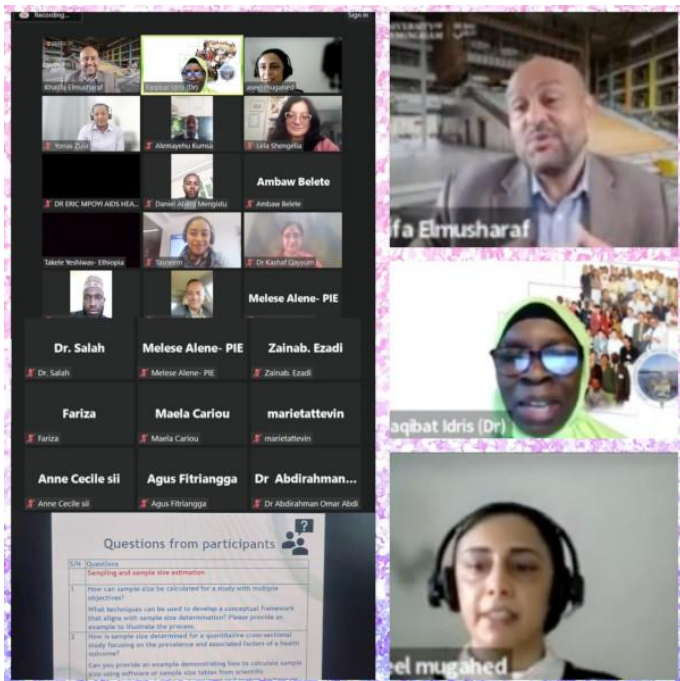 Recording...
Sign in
Khalifa Elmusharaf
Raqibat Idris (Dr)
aseel mugahed
Yonas Zula
Alemayehu Kumsa
Lela Shengelia
DR ERIC MPOYI AIDS HEA...
Daniel Abera Mengistu
Ambaw Belete
Ambaw Belete
Takele Yeshiwas- Ethiopia
Tasneem
Dr Kashaf Qayyum
Melese Alene- PIE
Dr. Salah
Melese Alene- PIE
Zainab. Ezadi
Dr. Salah
Melese Alene- PIE
Zainab. Ezadi
Fariza
Maela Cariou
marietattevin
Fariza
Maela Cariou
marietattevin
Anne Cecile sii
Agus Fitriangga
Dr Abdirahman...
Anne Cecile sii
Agus Fitriangga
Dr Abdirahman Omar Abdi
Questions from participants
S/N Questions
Sampling and sample size estimation
1 How can sample size be calculated for a study with multiple
objectives?
What techniques can be used to develop a conceptual framework
that aligns with sample size determination? Please provide an
example to illustrate the process.
2 How is sample size determined for a quantitative cross-sectional
study focusing on the prevalence and associated factors of a health
outcome?
Can you provide an example demonstrating how to calculate sample
size using software or sample size tables from scientific
fa Elmusharaf
aqibat Idris (Dr)
eel mugahed